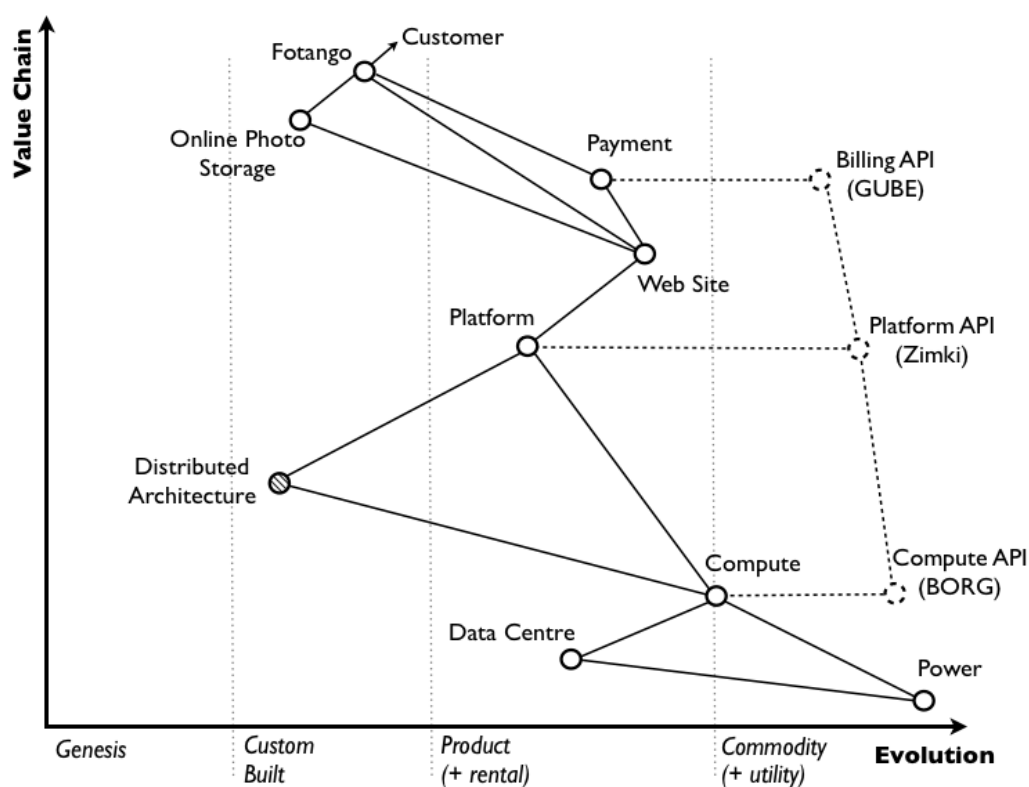 Value Chain
Customer
Fotango
Online Photo
Storage
Payment
Billing API
(GUBE)
Web Site
Platform
Platform API
(Zimki)
Distributed
Architecture
Compute
Compute API
(BORG)
Data Centre
Power
Genesis
Custom
Built
Product
(+ rental)
Commodity
(+ utility)
Evolution